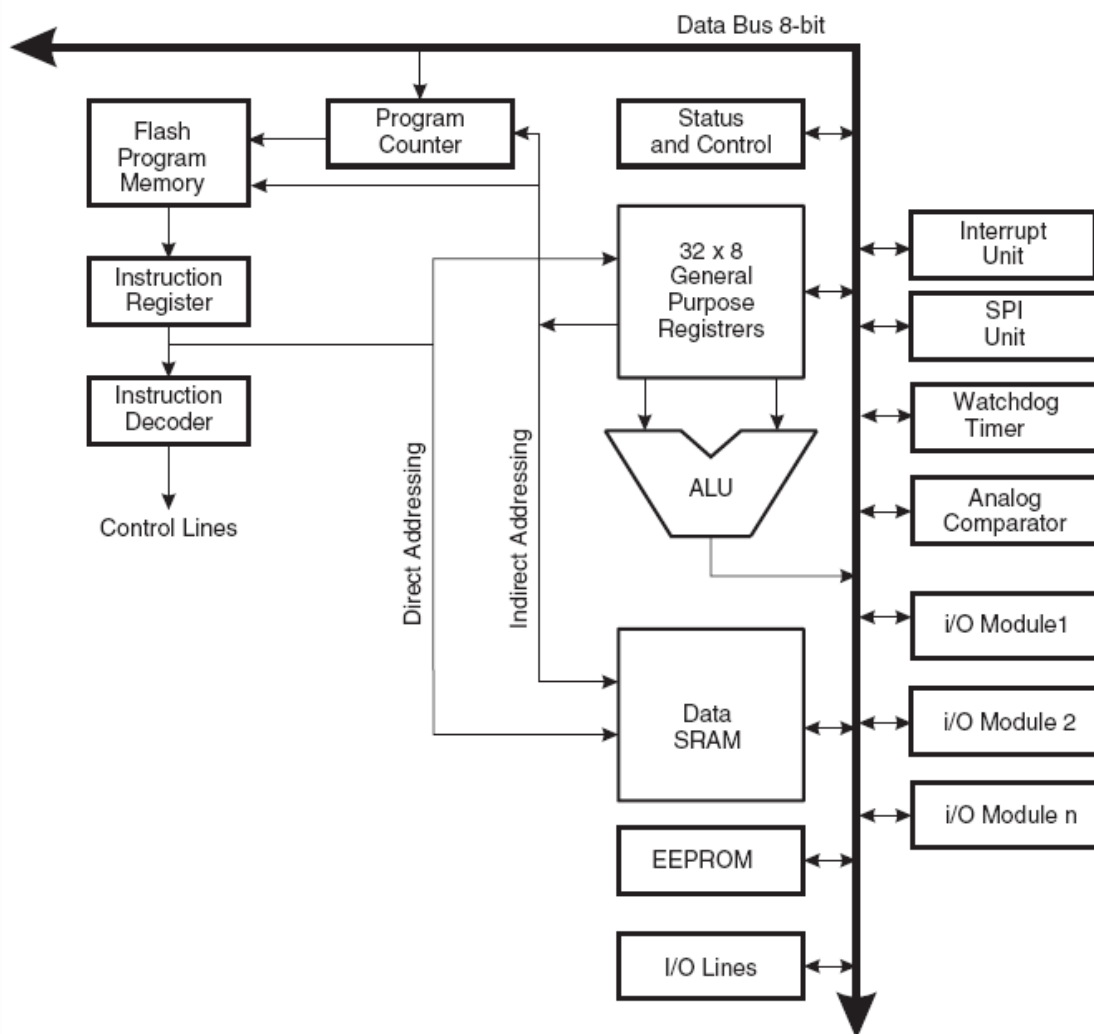 Data Bus 8-bit
Flash
Program
Memory
Program
Counter
Status
and Control
32 x 8
General
Purpose
Registrers
Interrupt
Unit
Instruction
Register
SPI
Unit
Instruction
Decoder
Watchdog
Timer
ALU
Analog
Comparator
Control Lines
Direct Addressing
Indirect Addressing
i/O Module1
Data
SRAM
i/O Module 2
i/O Module n
EEPROM
I/O Lines